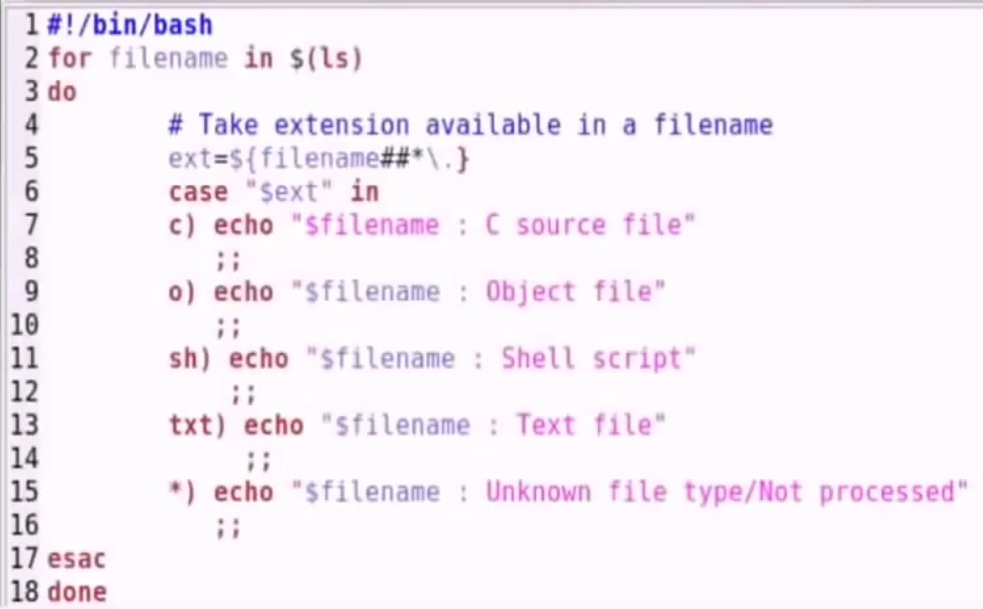 1 #!/bin/bash
2 for filename in $(ls)
3 do
4         # Take extension available in a filename
5         ext=${filename##*\.}
6         case "$ext" in
7         c) echo "$filename : C source file"
8            ;;
9         o) echo "$filename : Object file"
10            ;;
11         sh) echo "$filename : Shell script"
12             ;;
13         txt) echo "$filename : Text file"
14              ;;
15         *) echo "$filename : Unknown file type/Not processed"
16            ;;
17 esac
18 done